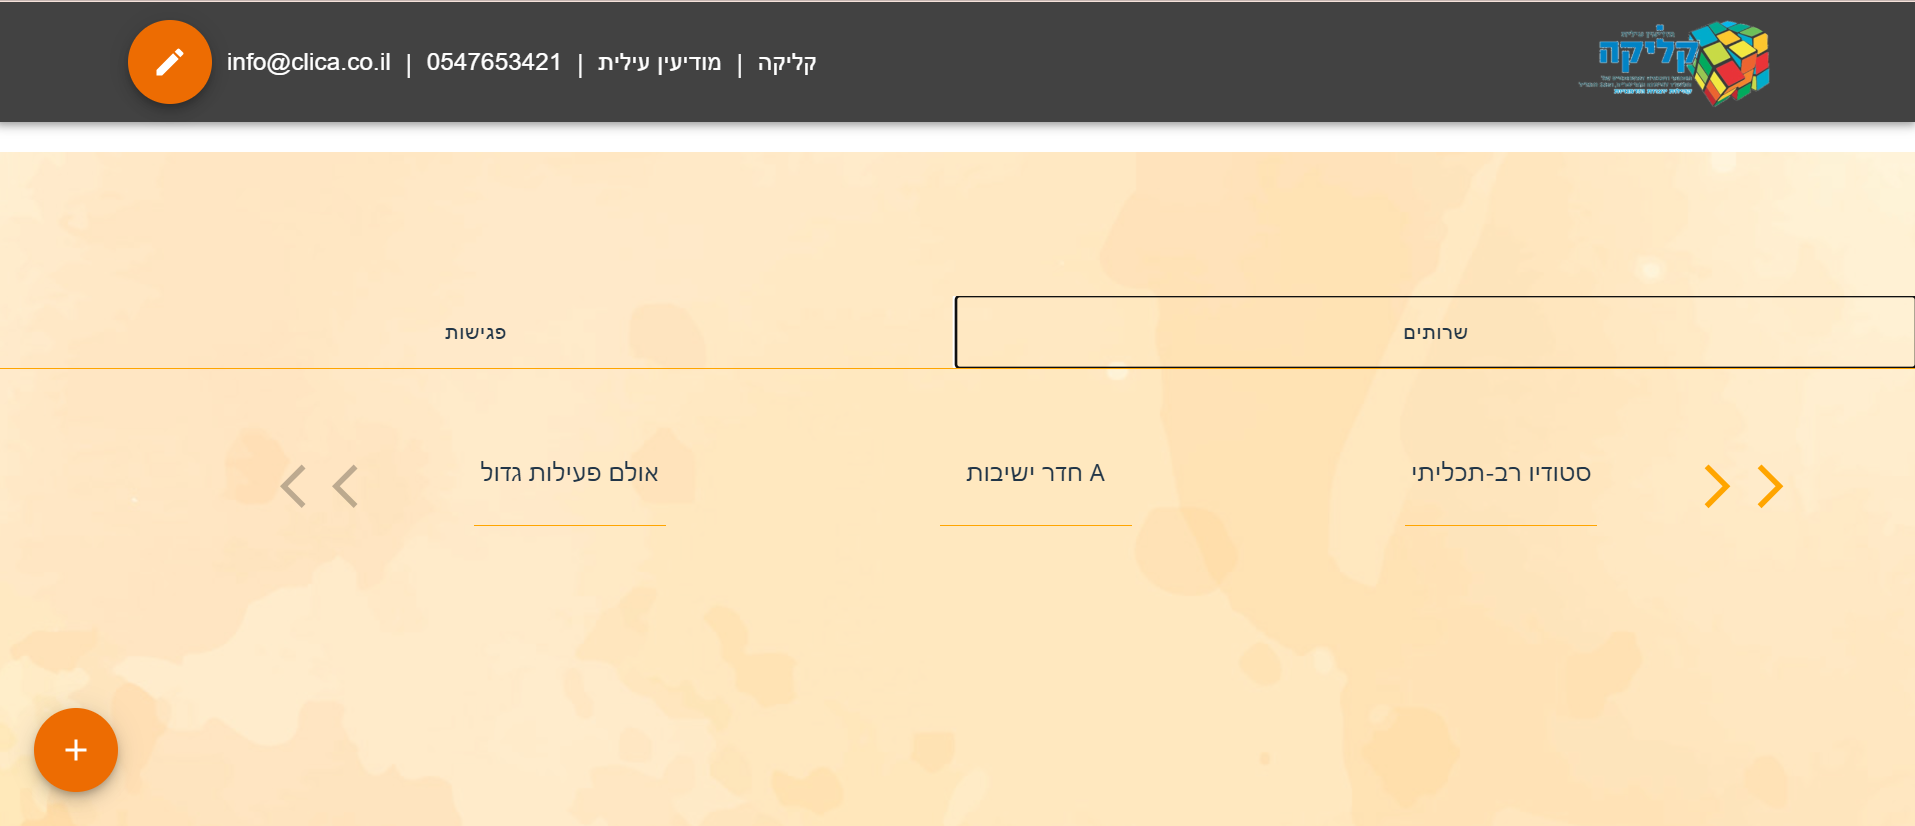 קליקה
קליקה | מודיעין עילית | 0547653421 | info@clica.co.il
שרותים
פגישות
סטודיו רב-תכליתי
חדר ישיבות A
אולם פעילות גדול